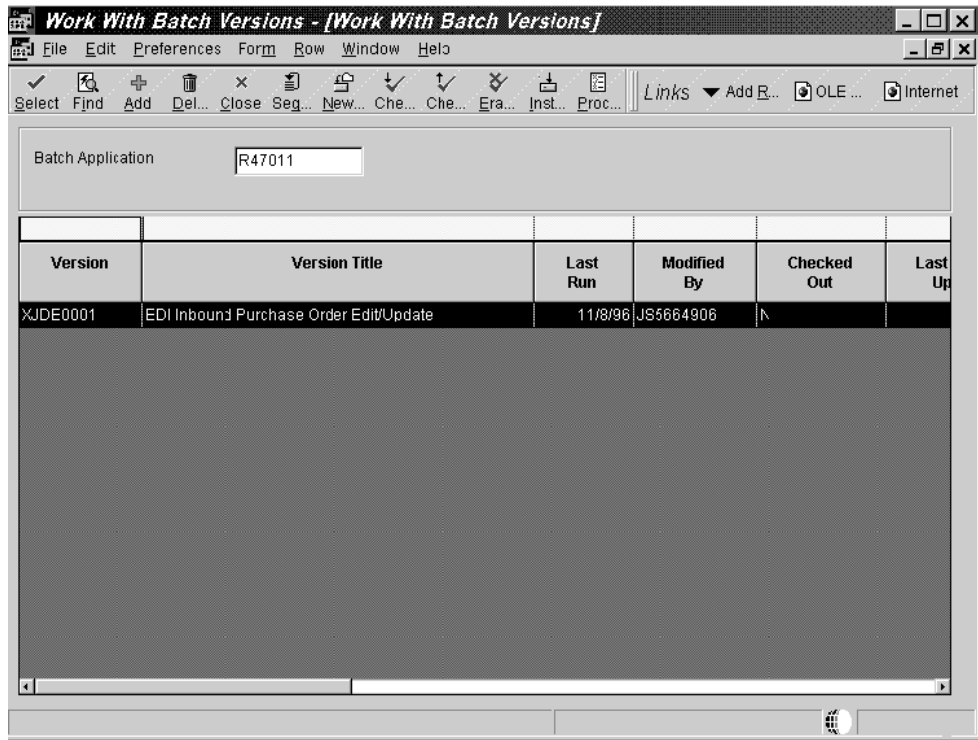 Work With Batch Versions - [Work With Batch Versions]
File Edit Preferences Form Row Window Help
Select Find Add Del... Close Seq... New... Che... Che... Era... Inst... Proc... Links Add R... OLE ... Internet
Batch Application R47011
Version Version Title Last Run Modified By Checked Out Last Up
XJDE0001 EDI Inbound Purchase Order Edit/Update 11/8/96 JS5664906 N